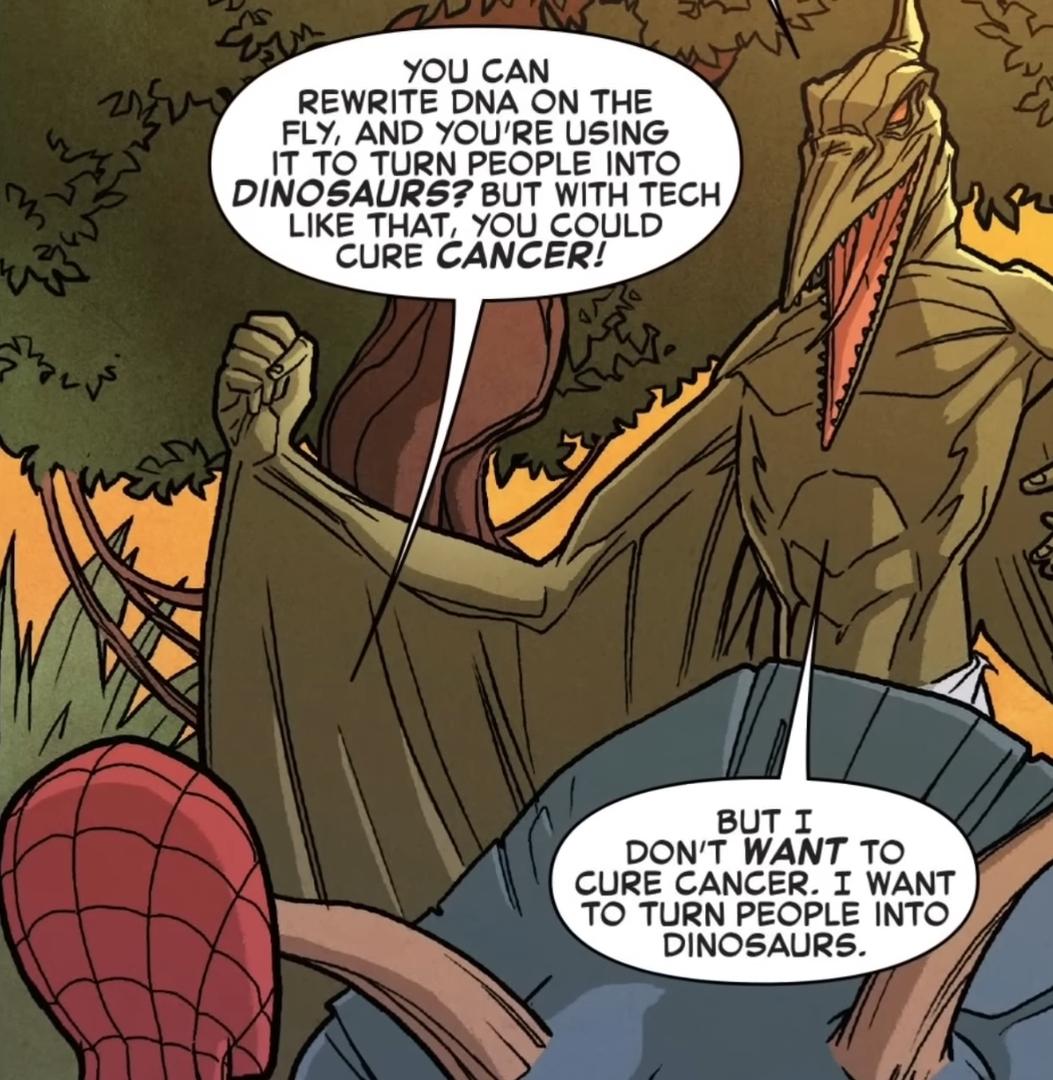 YOU CAN
REWRITE DNA ON THE
FLY, AND YOU'RE USING
IT TO TURN PEOPLE INTO
DINOSAURS? BUT WITH TECH
LIKE THAT, YOU COULD
CURE CANCER!
BUT I
DON'T WANT TO
CURE CANCER. I WANT
TO TURN PEOPLE INTO
DINOSAURS.